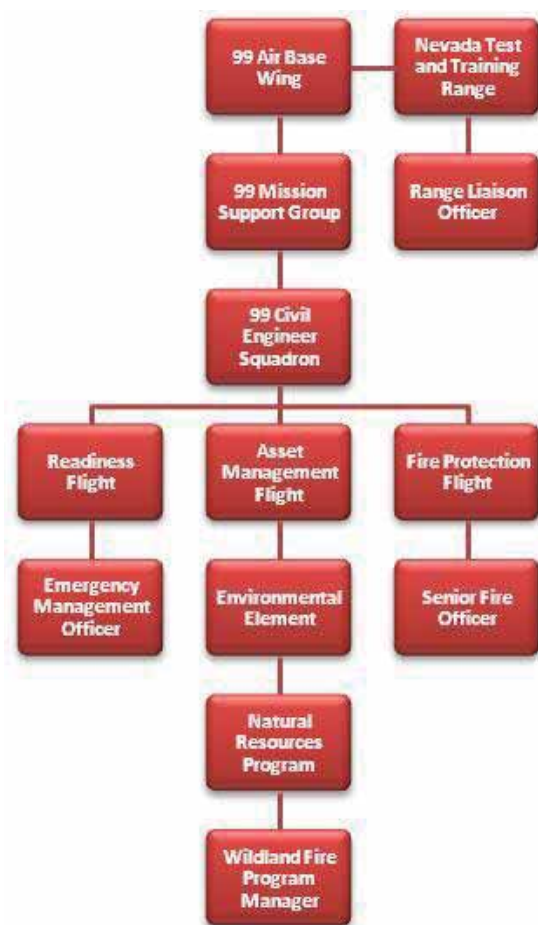 99 Air Base
Wing
Nevada Test
and Training
Range
99 Mission
Support Group
Range Liaison
Officer
99 Civil
Engineer
Squadron
Readiness
Flight
Asset
Management
Flight
Fire Protection
Flight
Emergency
Management
Officer
Environmental
Element
Senior Fire
Officer
Natural
Resources
Program
Wildland Fire
Program
Manager